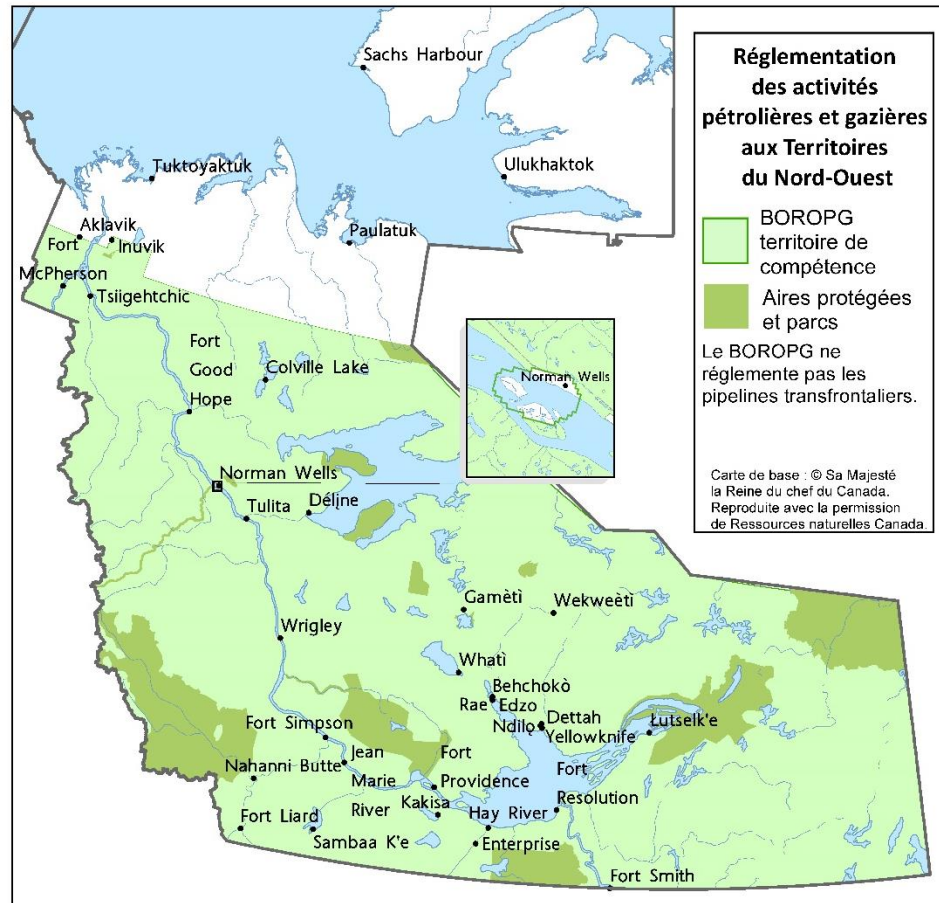 Sachs Harbour
Réglementation
des activités
pétrolières et gazières
aux Territoires
du Nord-Ouest
BOROPG
territoire de
compétence
Aires protégées
et parcs
Le BOROPG ne
réglemente pas les
pipelines transfrontaliers.
Carte de base : © Sa Majesté
la Reine du chef du Canada.
Reproduite avec la permission
de Ressources naturelles Canada.
Tuktoyaktuk
Ulukhaktok
Aklavik
Inuvik
Paulatuk
Fort
McPherson
Tsiigehtchic
Fort
Good
Hope
Colville Lake
Norman Wells
Norman Wells
Tulita
Délįne
Gamètì
Wekweètì
Wrigley
Whatì
Behchokò
Rae Edzo
Ndilǫ
Dettah
Yellowknife
Łutselk'e
Fort Simpson
Jean
Marie
River
Fort
Providence
Fort
Resolution
Nahanni Butte
Kakisa
Hay River
Fort Liard
Sambaa K'e
Enterprise
Fort Smith